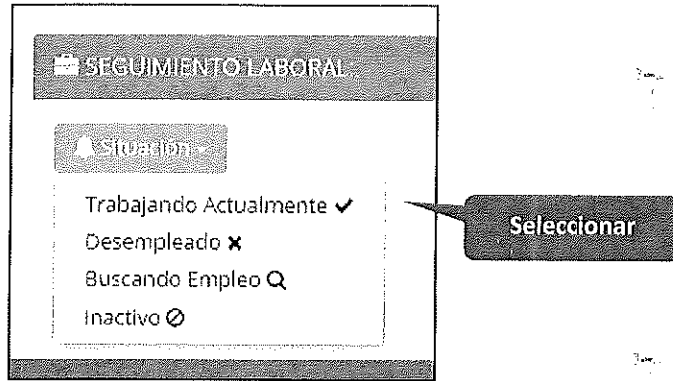 SEGUIMIENTO LABORAL
Situación
Trabajando Actualmente
Desempleado
Buscando Empleo
Inactivo
Seleccionar